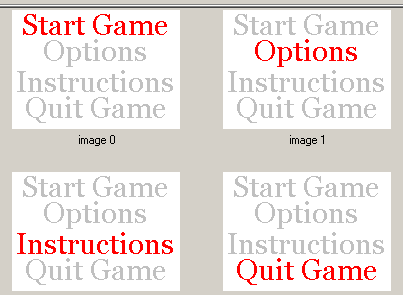 Start Game
Options
Instructions
Quit Game
image 0
Start Game
Options
Instructions
Quit Game
image 1
Start Game
Options
Instructions
Quit Game
Start Game
Options
Instructions
Quit Game